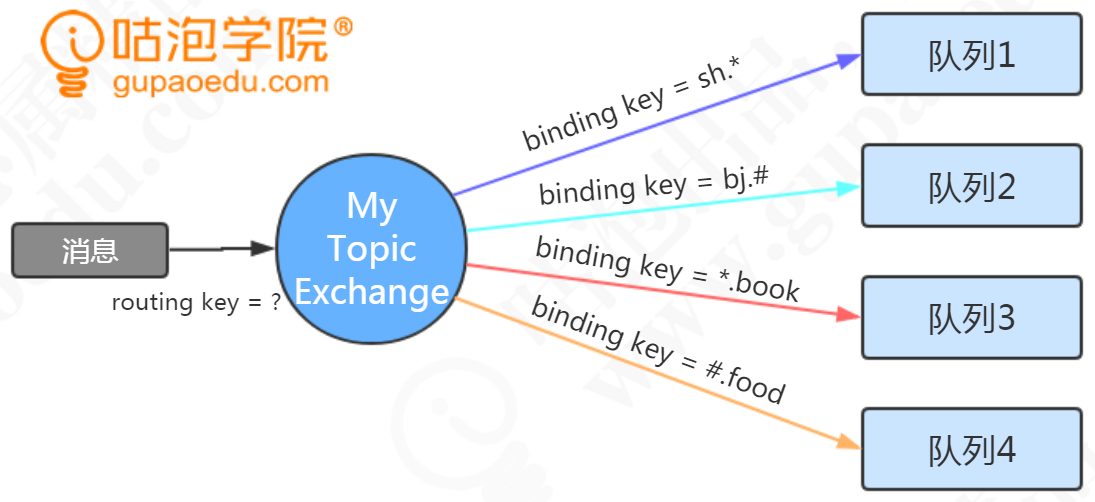 咕泡学院®
gupaoedu.com
队列1
binding key = sh.*
binding key = bj.#
队列2
My
Topic
Exchange
消息
routing key = ?
binding key = *.book
队列3
binding key = #.food
队列4